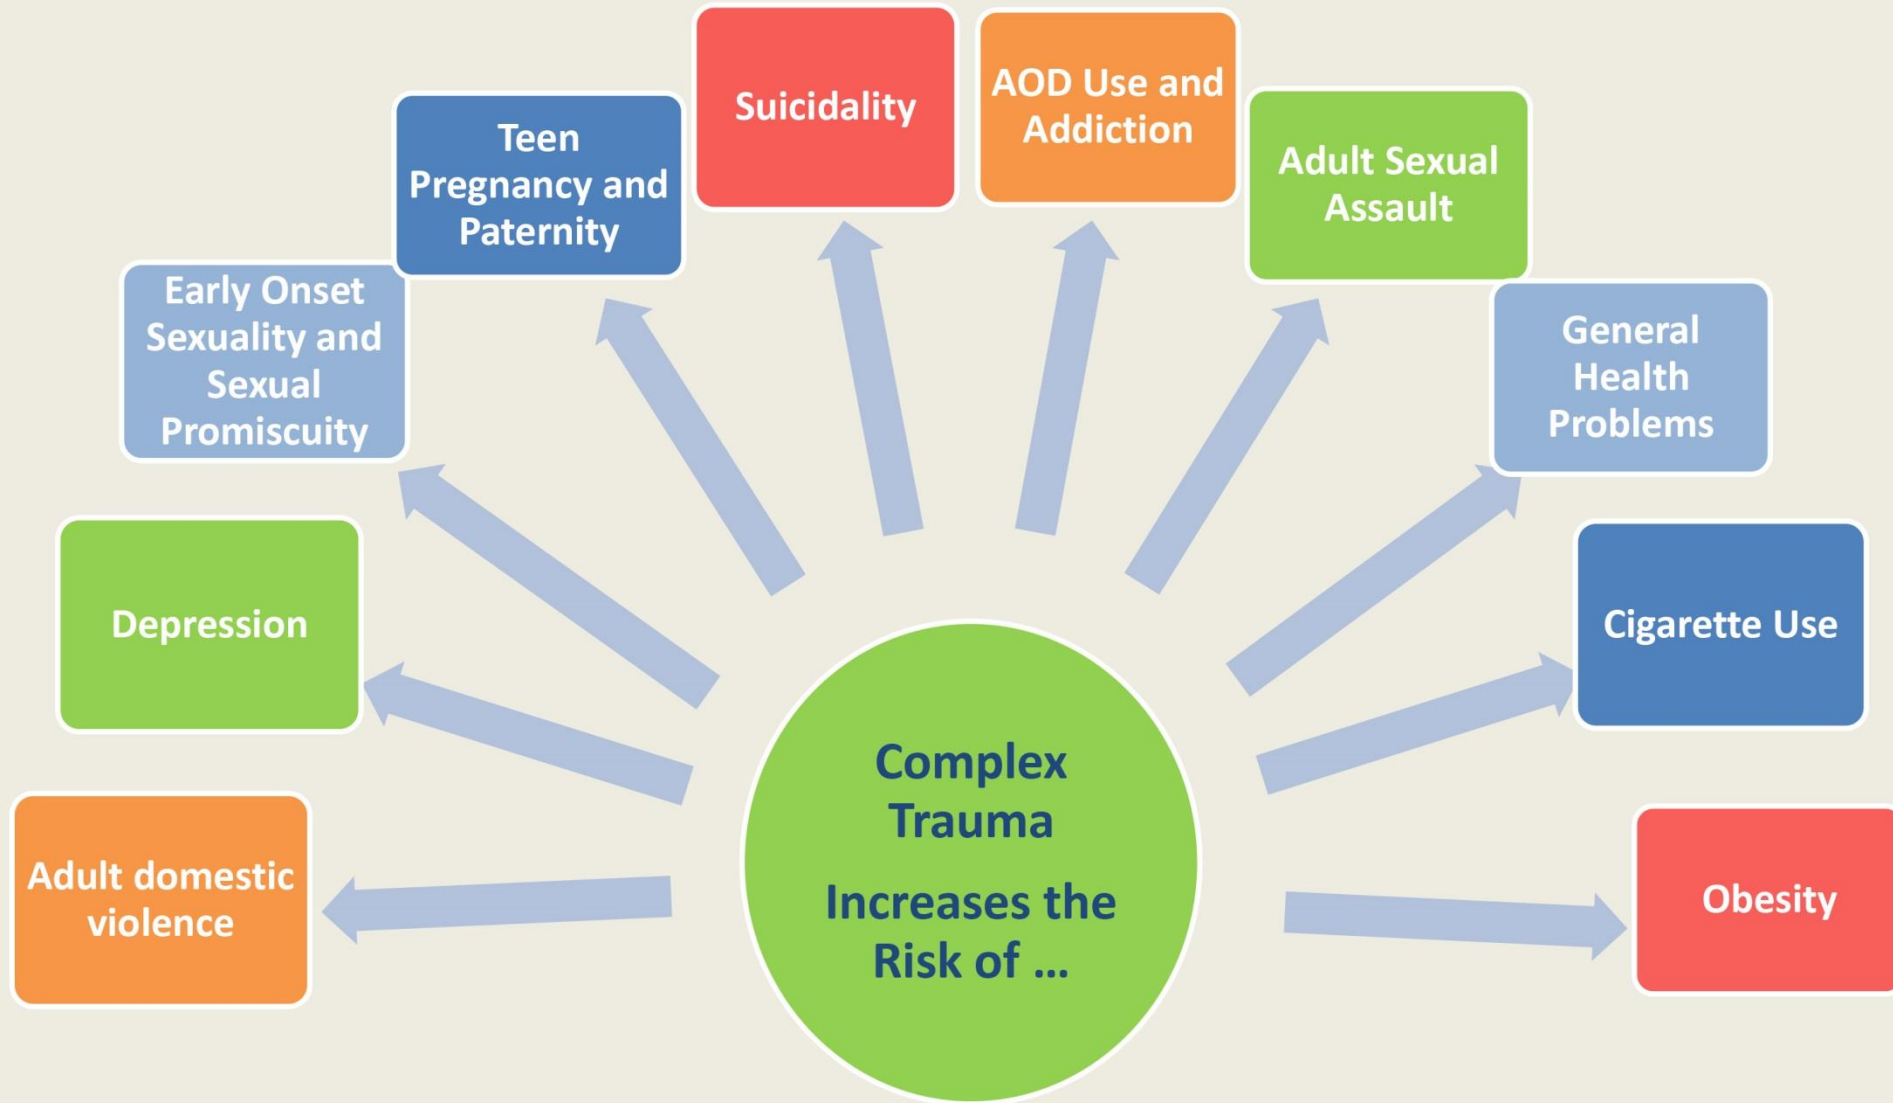 Suicidality
AOD Use and
Addiction
Teen
Pregnancy and
Paternity
Adult Sexual
Assault
Early Onset
Sexuality and
Sexual
Promiscuity
General
Health
Problems
Depression
Cigarette Use
Adult domestic
violence
Complex
Trauma
Increases the
Risk of ...
Obesity